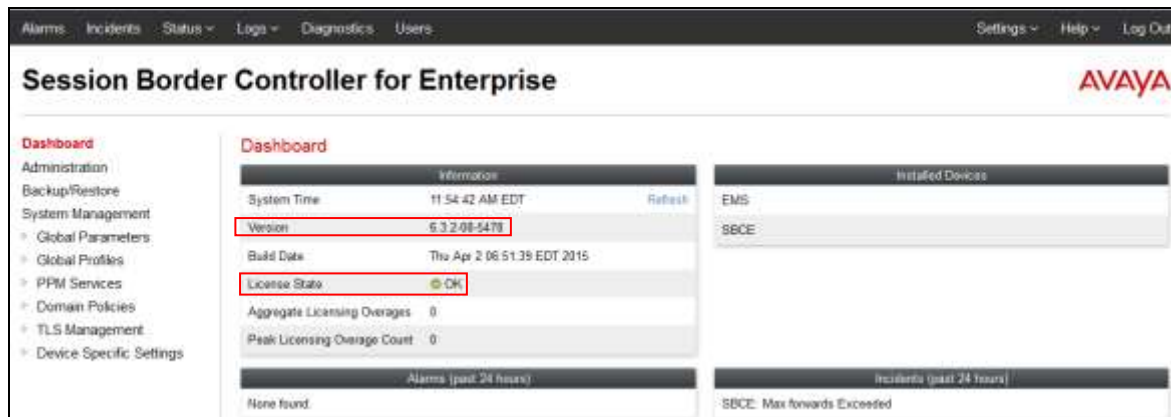 Alarms Incidents Status Logs Diagnostics Users Settings Help Log Out
Session Border Controller for Enterprise
AVAYA
Dashboard
Administration
Backup/Restore
System Management
Global Parameters
Global Profiles
PPM Services
Domain Policies
TLS Management
Device Specific Settings
Dashboard
Information
System Time 11:54:42 AM EDT Refresh
Version 6.3.2-08-5478
Build Date Thu Apr 2 06:51:39 EDT 2015
License State OK
Aggregate Licensing Overages 0
Peak Licensing Overage Count 0
Installed Devices
EMS
SBCE
Alarms (past 24 hours)
None found.
Incidents (past 24 hours)
SBCE: Max forwards Exceeded